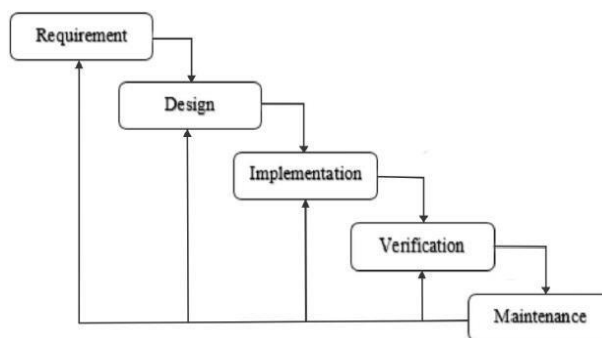 Requirement
Design
Implementation
Verification
Maintenance